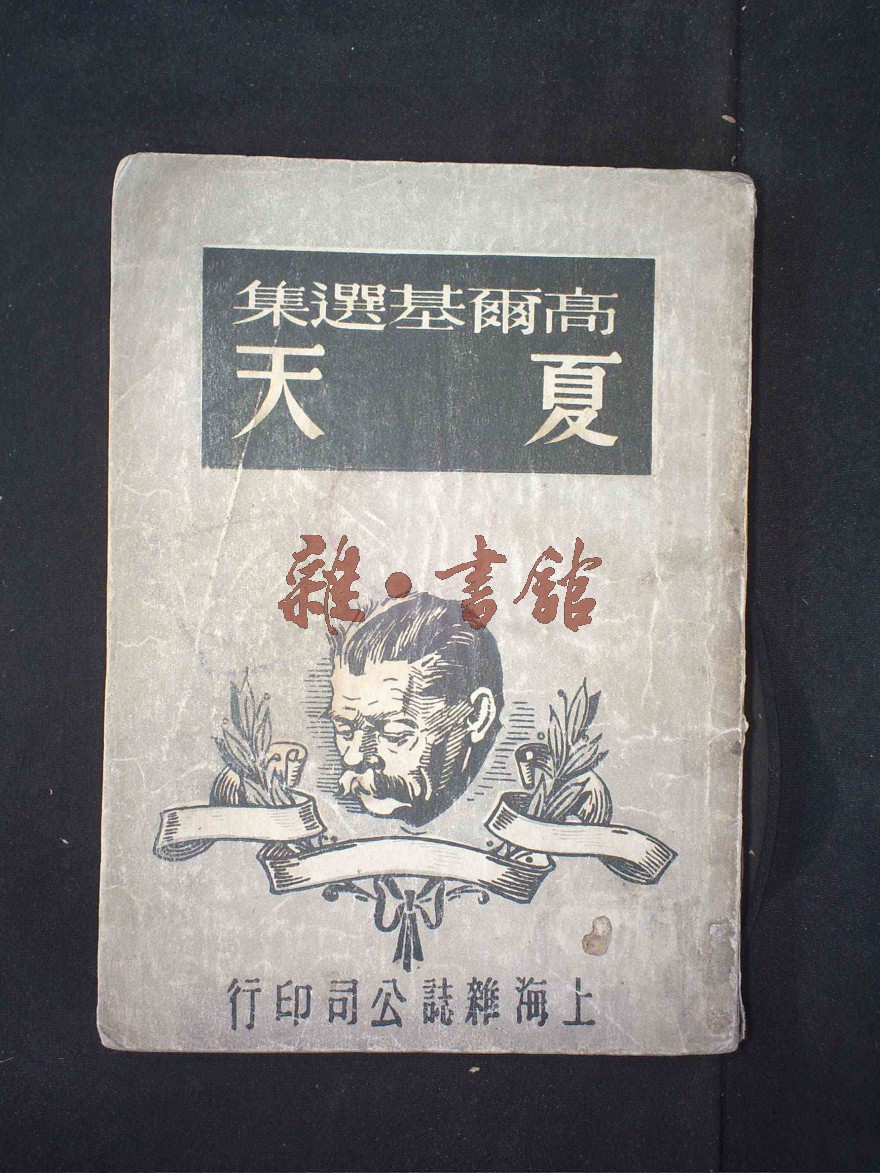 高爾基選集
夏天
雜·書館
上海雜誌公司印行